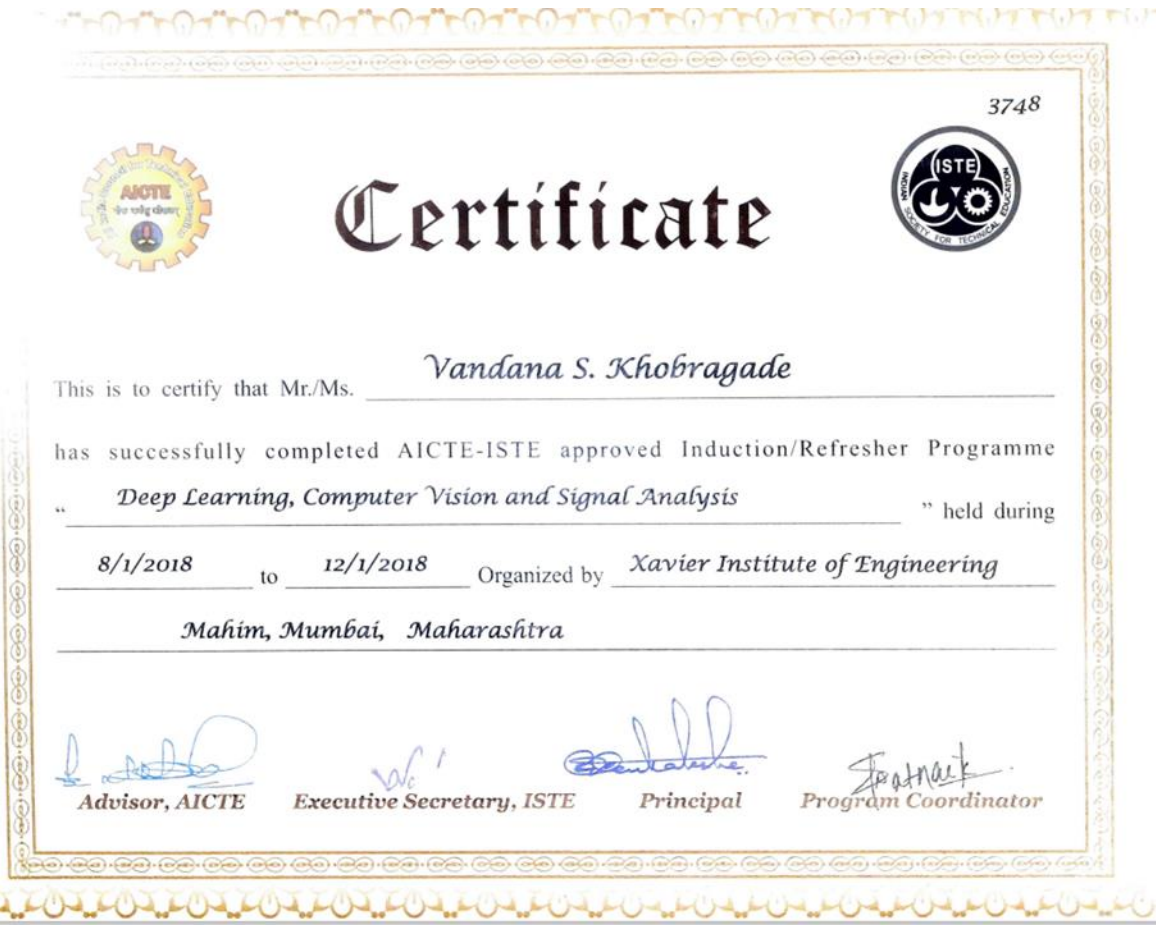 3748
AICTE
ISTE
INDIAN SOCIETY FOR TECHNICAL EDUCATION
Certificate
This is to certify that Mr./Ms. Vandana S. Khobragade
has successfully completed AICTE-ISTE approved Induction/Refresher Programme
“ Deep Learning, Computer Vision and Signal Analysis ” held during
8/1/2018 to 12/1/2018 Organized by Xavier Institute of Engineering
Mahim, Mumbai, Maharashtra
Advisor, AICTE Executive Secretary, ISTE Principal Program Coordinator